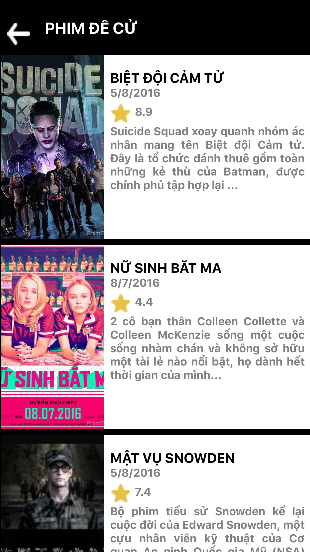 PHIM ĐỀ CỬ
SUICIDE
SQUAD
BIỆT ĐỘI CẢM TỬ
5/8/2016
8.9
Suicide Squad xoay quanh nhóm ác
nhân mang tên Biệt đội Cảm tử.
Đây là tổ chức đánh thuê gồm toàn
những kẻ thù của Batman, được
chính phủ tập hợp lại ...
NỮ SINH BẮT MA
8/7/2016
4.4
2 cô bạn thân Colleen Collette và
Colleen McKenzie sống một cuộc
sống nhàm chán và không sở hữu
một tài lẻ nào nổi bật, họ dành hết
thời gian của mình...
NỮ SINH BẮT MA
DỰ KIẾN KHỞI CHIẾU
08.07.2016
MẬT VỤ SNOWDEN
5/8/2016
7.4
Bộ phim tiểu sử Snowden kể lại
cuộc đời của Edward Snowden, một
cựu nhân viên kỹ thuật của Cơ
quan An ninh Quốc gia Mỹ (NSA)